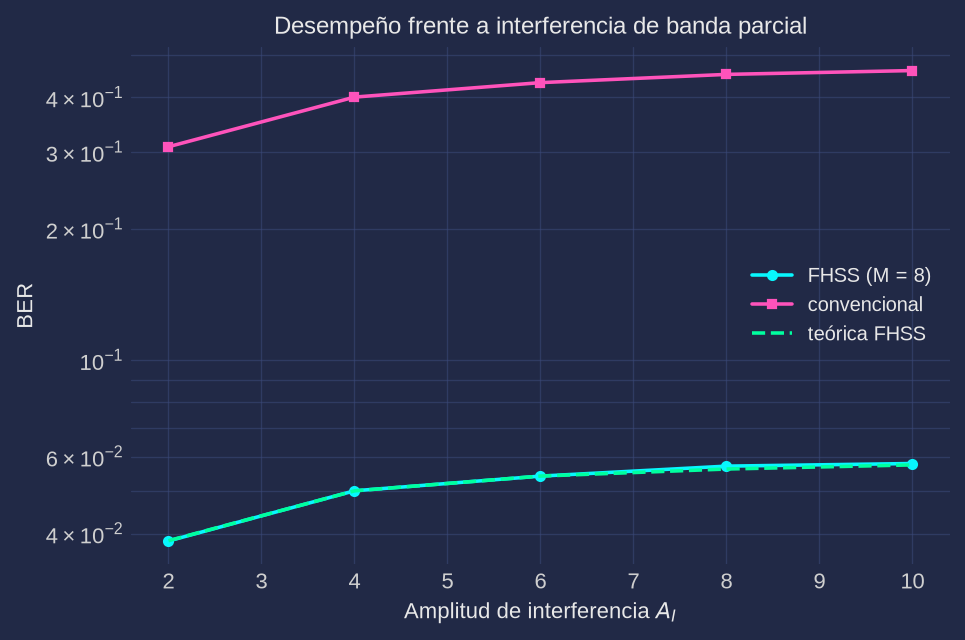 Desempeño frente a interferencia de banda parcial
4 × 10⁻¹
3 × 10⁻¹
2 × 10⁻¹
10⁻¹
6 × 10⁻²
4 × 10⁻²
BER
FHSS (M = 8)
convencional
teórica FHSS
2 3 4 5 6 7 8 9 10
Amplitud de interferencia A_I